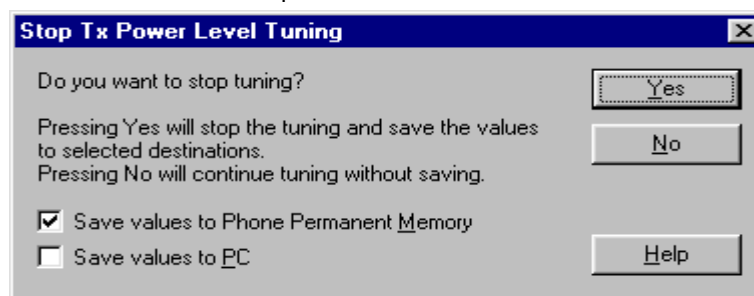 Stop Tx Power Level Tuning
Do you want to stop tuning?
Yes
Pressing Yes will stop the tuning and save the values
to selected destinations.
Pressing No will continue tuning without saving.
No
Save values to Phone Permanent Memory
Save values to PC
Help